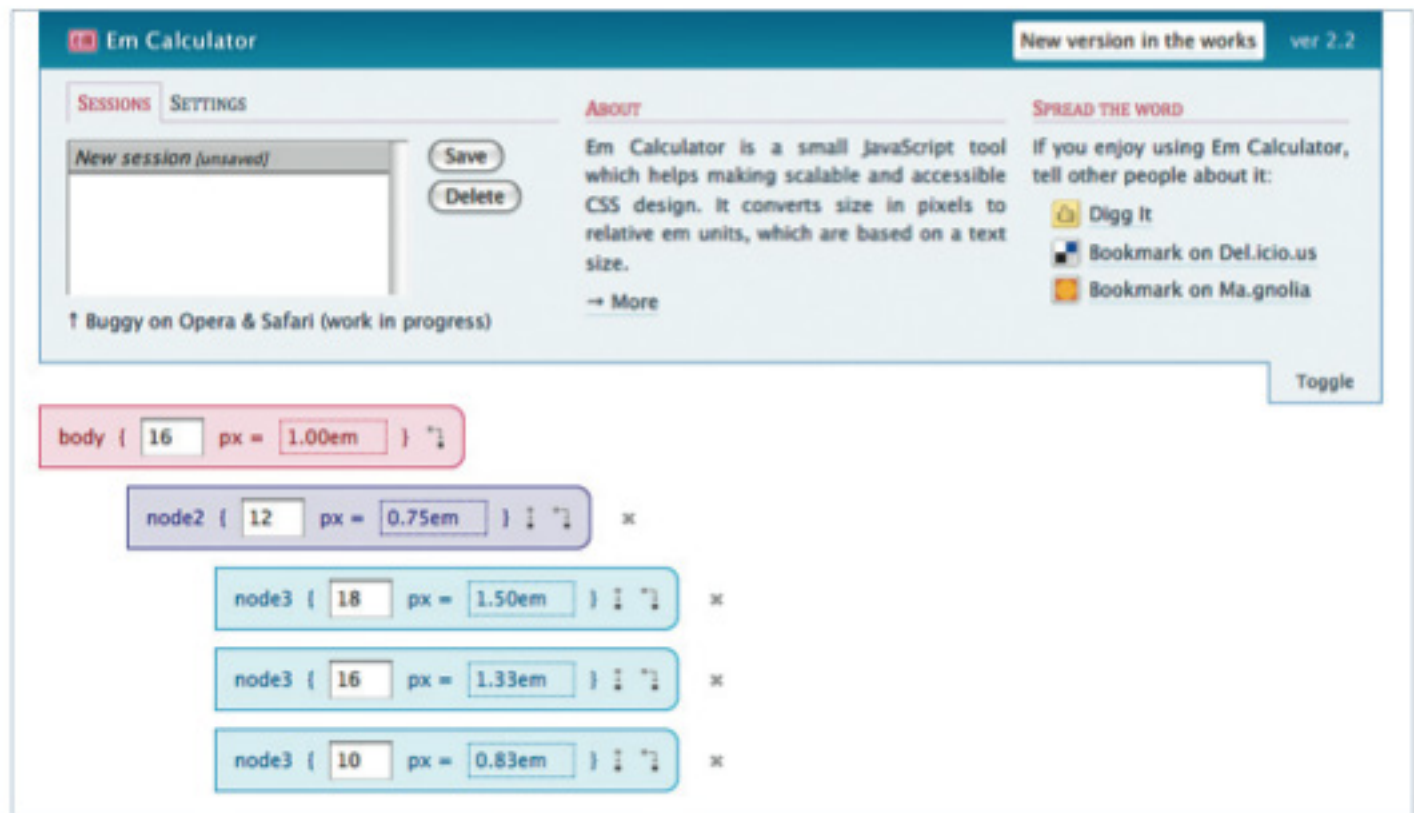 Em Calculator
New version in the works
ver 2.2
SESSIONS
SETTINGS
New session [unsaved]
Save
Delete
↑ Buggy on Opera & Safari (work in progress)
ABOUT
Em Calculator is a small JavaScript tool
which helps making scalable and accessible
CSS design. It converts size in pixels to
relative em units, which are based on a text
size.
→ More
SPREAD THE WORD
If you enjoy using Em Calculator,
tell other people about it:
Digg It
Bookmark on Del.icio.us
Bookmark on Ma.gnolia
Toggle
body { 16 px = 1.00em }
node2 { 12 px = 0.75em }
node3 { 18 px = 1.50em }
node3 { 16 px = 1.33em }
node3 { 10 px = 0.83em }